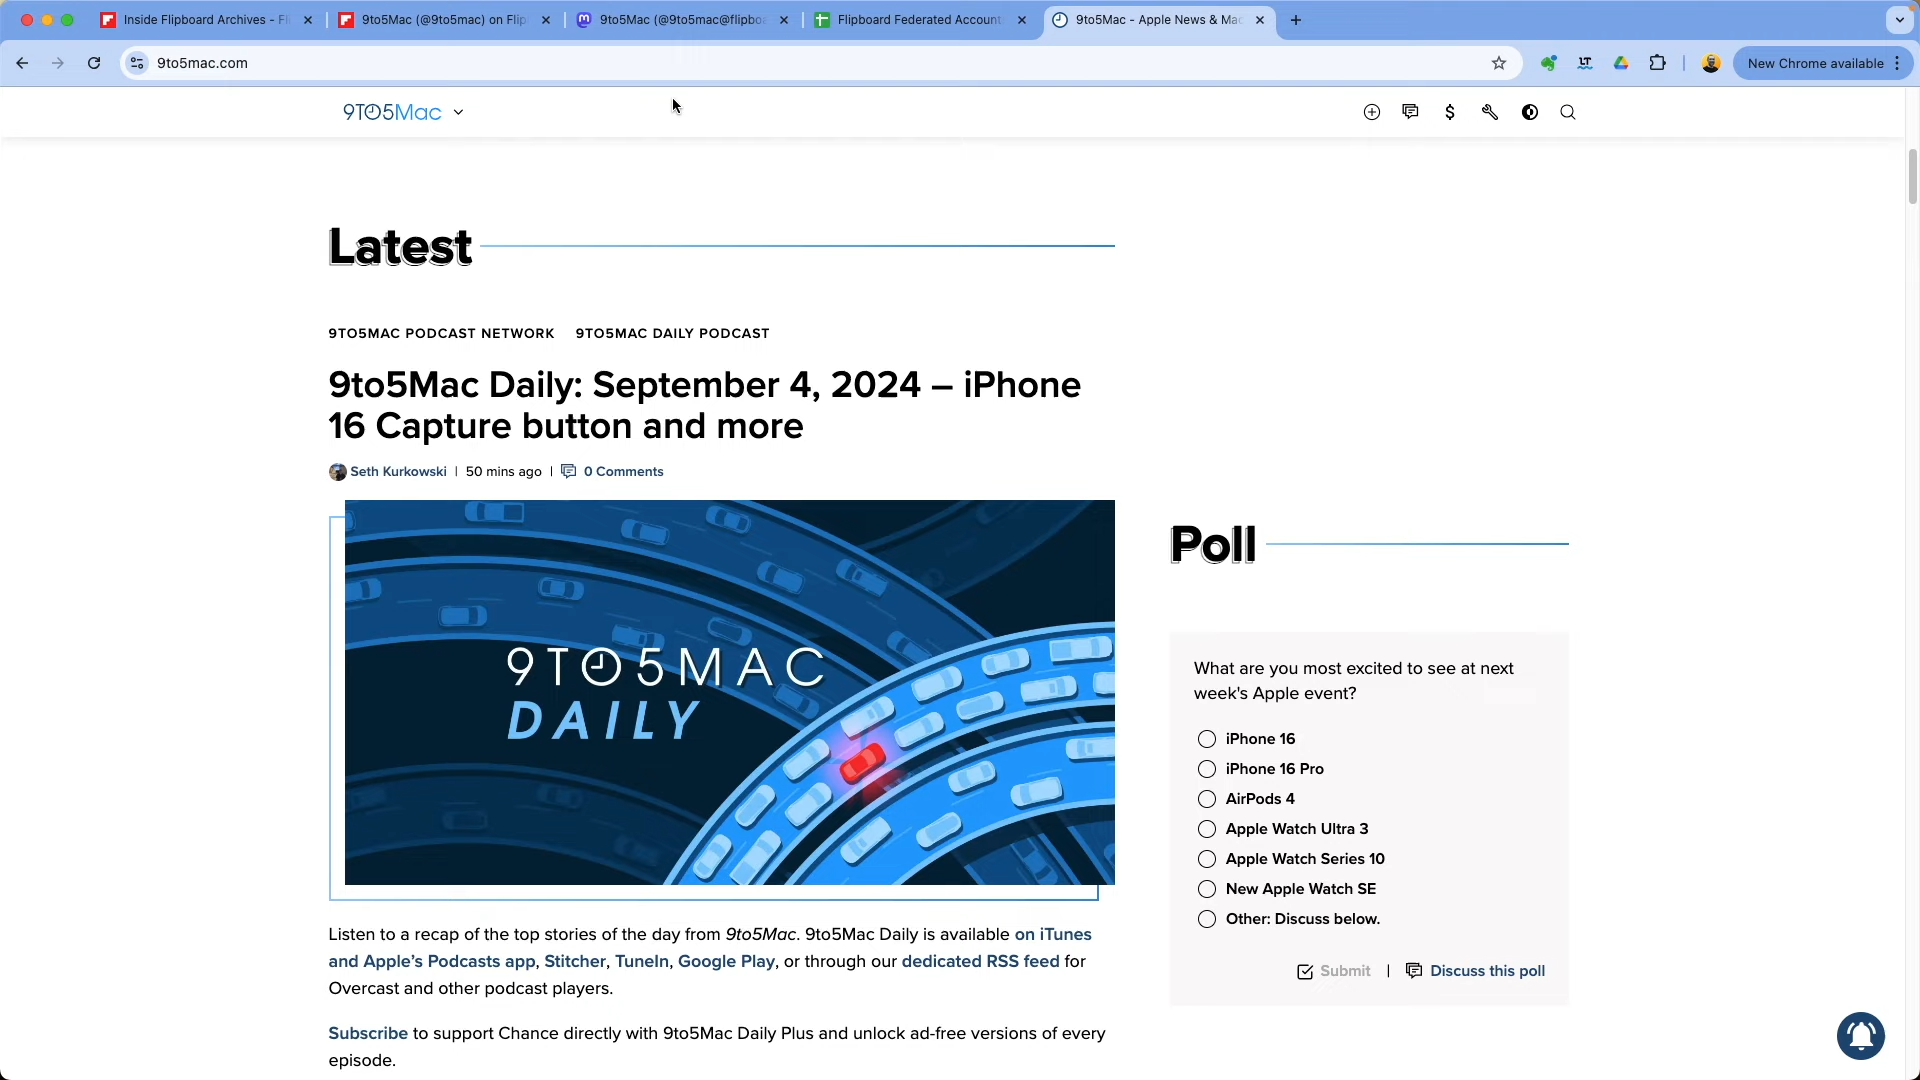 Inside Flipboard Archives - Fl
9to5Mac (@9to5mac) on Flip
9to5Mac (@9to5mac@flipbo
Flipboard Federated Account
9to5Mac - Apple News & Mac
9to5mac.com
New Chrome available
9TO5Mac
Latest
9TO5MAC PODCAST NETWORK 9TO5MAC DAILY PODCAST
9to5Mac Daily: September 4, 2024 – iPhone
16 Capture button and more
Seth Kurkowski | 50 mins ago | 0 Comments
9TO5MAC
DAILY
Poll
What are you most excited to see at next
week's Apple event?
iPhone 16
iPhone 16 Pro
AirPods 4
Apple Watch Ultra 3
Apple Watch Series 10
New Apple Watch SE
Other: Discuss below.
Submit | Discuss this poll
Listen to a recap of the top stories of the day from 9to5Mac. 9to5Mac Daily is available on iTunes
and Apple’s Podcasts app, Stitcher, TuneIn, Google Play, or through our dedicated RSS feed for
Overcast and other podcast players.
Subscribe to support Chance directly with 9to5Mac Daily Plus and unlock ad-free versions of every
episode.